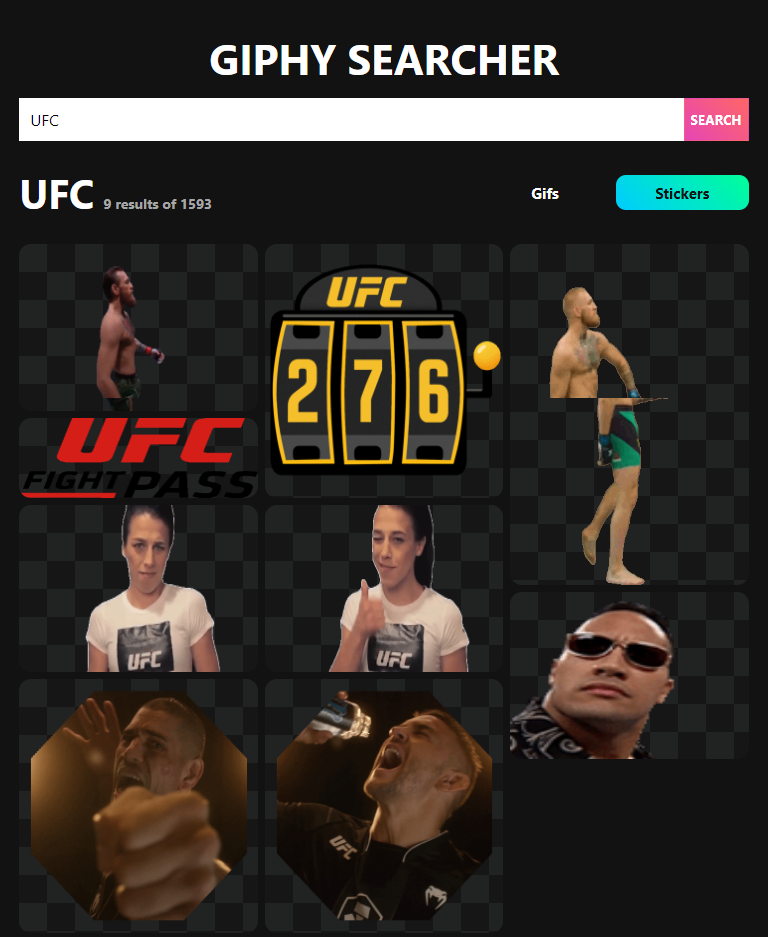 GIPHY SEARCHER
UFC
SEARCH
UFC 9 results of 1593
Gifs
Stickers
UFC
2 7 6
UFC
FIGHT PASS
UFC
UFC
UFC